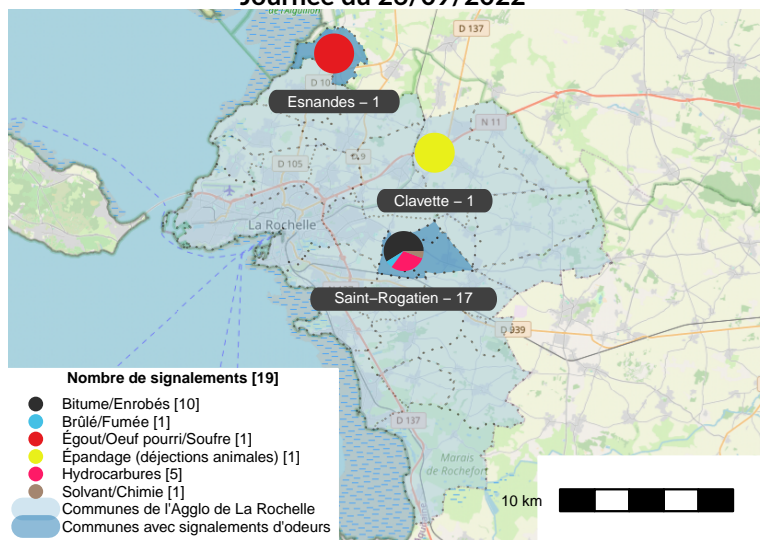 Journée du 28/09/2022
D 137
D 10
Esnandes – 1
N 11
D 105
Clavette – 1
La Rochelle
Saint–Rogatien – 17
D 939
Nombre de signalements [19]
Bitume/Enrobés [10]
Brûlé/Fumée [1]
Égout/Oeuf pourri/Soufre [1]
Épandage (déjections animales) [1]
Hydrocarbures [5]
Solvant/Chimie [1]
Communes de l'Agglo de La Rochelle
Communes avec signalements d'odeurs
D 137
Marais
de Rochefort
10 km